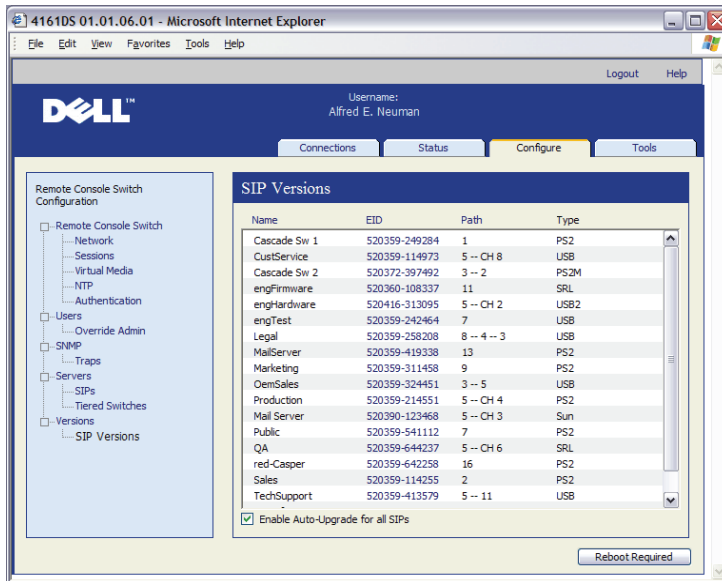 4161DS 01.01.06.01 - Microsoft Internet Explorer
File Edit View Favorites Tools Help
Logout Help
DELL™
Username:
Alfred E. Neuman
Connections Status Configure Tools
Remote Console Switch
Configuration
Remote Console Switch
Network
Sessions
Virtual Media
NTP
Authentication
Users
Override Admin
SNMP
Traps
Servers
SIPs
Tiered Switches
Versions
SIP Versions
SIP Versions
Name EID Path Type
Cascade Sw 1 520359-249284 1 PS2
CustService 520359-114973 5 -- CH 8 USB
Cascade Sw 2 520372-397492 3 -- 2 PS2M
engFirmware 520360-108337 11 SRL
engHardware 520416-313095 5 -- CH 2 USB2
engTest 520359-242464 7 USB
Legal 520359-258208 8 -- 4 -- 3 USB
MailServer 520359-419338 13 PS2
Marketing 520359-311458 9 PS2
OemSales 520359-324451 3 -- 5 USB
Production 520359-214551 5 -- CH 4 PS2
Mail Server 520390-123468 5 -- CH 3 Sun
Public 520359-541112 7 PS2
QA 520359-644237 5 -- CH 6 SRL
red-Casper 520359-642258 16 PS2
Sales 520359-114255 2 PS2
TechSupport 520359-413579 5 -- 11 USB
Enable Auto-Upgrade for all SIPs
Reboot Required